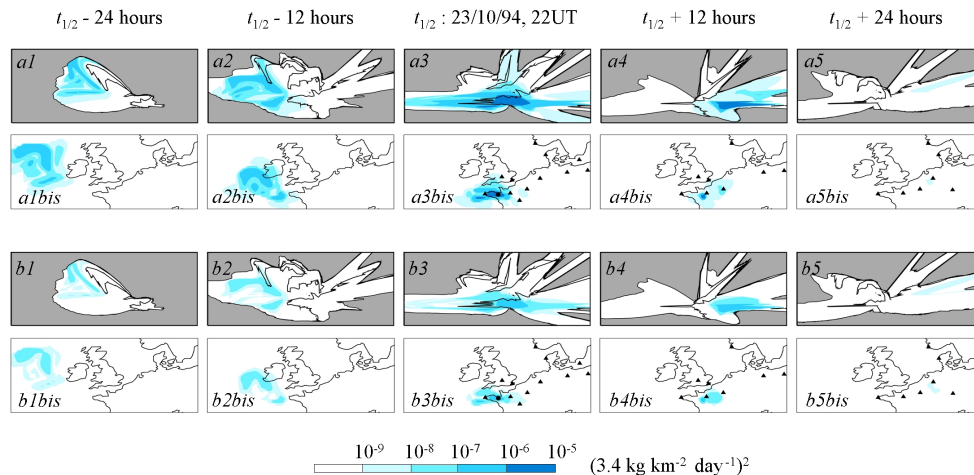 t1/2 - 24 hours t1/2 - 12 hours t1/2 : 23/10/94, 22UT t1/2 + 12 hours t1/2 + 24 hours
a1 a2 a3 a4 a5
a1bis a2bis a3bis a4bis a5bis
b1 b2 b3 b4 b5
b1bis b2bis b3bis b4bis b5bis
10⁻⁹ 10⁻⁸ 10⁻⁷ 10⁻⁶ 10⁻⁵ (3.4 kg km⁻² day⁻¹)²